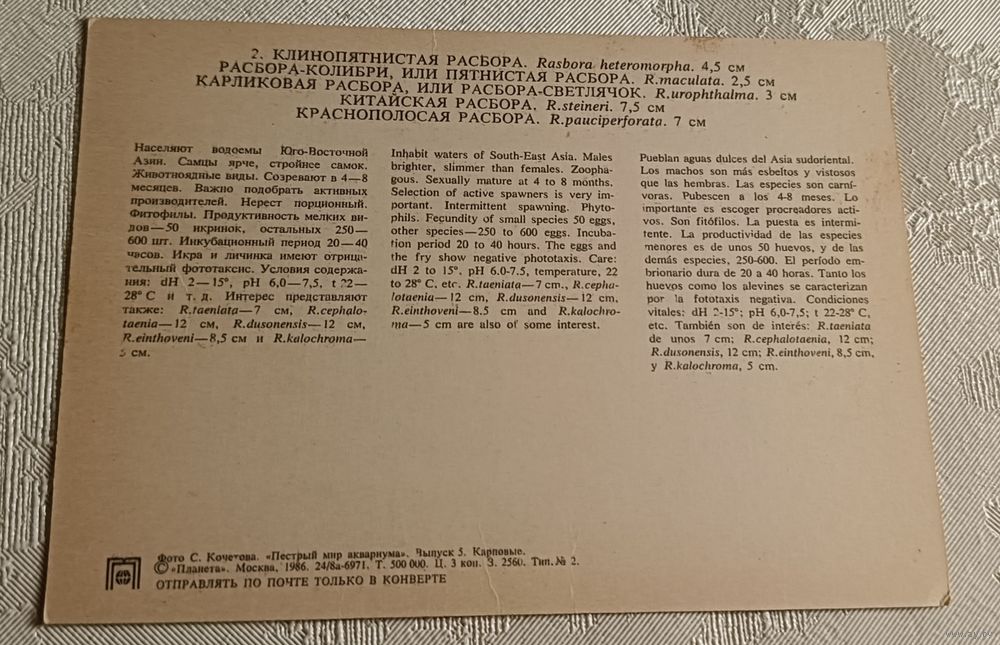 2. КЛИНОПЯТНИСТАЯ РАСБОРА. Rasbora heteromorpha. 4,5 см
РАСБОРА-КОЛИБРИ, ИЛИ ПЯТНИСТАЯ РАСБОРА. R.maculata. 2,5 см
КАРЛИКОВАЯ РАСБОРА, ИЛИ РАСБОРА-СВЕТЛЯЧОК. R.urophthalma. 3 см
КИТАЙСКАЯ РАСБОРА. R.steineri. 7,5 см
КРАСНОПОЛОСАЯ РАСБОРА. R.pauciperforata. 7 см
Населяют водоемы Юго-Восточной
Азии. Самцы ярче, стройнее самок.
Животноядные виды. Созревают в 4—8
месяцев. Важно подобрать активных
производителей. Нерест порционный.
Фитофилы. Продуктивность мелких ви-
дов—50 икринок, остальных 250—
600 шт. Инкубационный период 20—40
часов. Икра и личинка имеют отрица-
тельный фототаксис. Условия содержа-
ния: dH 2—15°, pH 6,0—7,5, t 22—
28° C и т. д. Интерес представляют
также: R.taeniata—7 см, R.cephalo-
taenia—12 см, R.dusonensis—12 см,
R.einthoveni—8,5 см и R.kalochroma—
5 см.
Inhabit waters of South-East Asia. Males
brighter, slimmer than females. Zoopha-
gous. Sexually mature at 4 to 8 months.
Selection of active spawners is very im-
portant. Intermittent spawning. Phyto-
phils. Fecundity of small species 50 eggs,
other species—250 to 600 eggs. Incuba-
tion period 20 to 40 hours. The eggs and
the fry show negative phototaxis. Care:
dH 2 to 15°, pH 6.0-7.5, temperature, 22
to 28° C, etc. R.taeniata—7 cm., R.cepha-
lotaenia—12 cm, R.dusonensis—12 cm,
R.einthoveni—8.5 cm and R.kalochro-
ma—5 cm are also of some interest.
Pueblan aguas dulces del Asia sudoriental.
Los machos son más esbeltos y vistosos
que las hembras. Las especies son carní-
voras. Pubescen a los 4-8 meses. Lo
importante es escoger procreadores acti-
vos. Son fitófilos. La puesta es intermi-
tente. La productividad de las especies
menores es de unos 50 huevos, y de las
demás especies, 250-600. El período em-
brionario dura de 20 a 40 horas. Tanto los
huevos como los alevines se caracterizan
por la fototaxis negativa. Condiciones
vitales: dH 2-15°; pH 6,0-7,5; t 22-28° C,
etc. También son de interés: R.taeniata
de unos 7 cm; R.cephalotaenia, 12 cm;
R.dusonensis, 12 cm; R.einthoveni, 8,5 cm,
y R.kalochroma, 5 cm.
Фото С. Кочетова. «Пестрый мир аквариума». Выпуск 5. Карповые.
© «Планета». Москва, 1986. 24/8а-6971. Т. 500 000. Ц. 3 коп. З. 2560. Тип. № 2.
ОТПРАВЛЯТЬ ПО ПОЧТЕ ТОЛЬКО В КОНВЕРТЕ